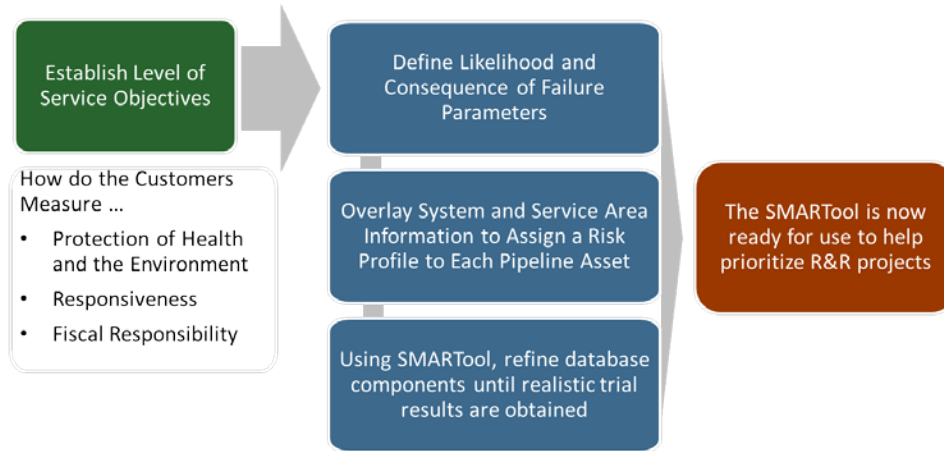 Establish Level of
Service Objectives
How do the Customers
Measure ...
• Protection of Health
and the Environment
• Responsiveness
• Fiscal Responsibility
Define Likelihood and
Consequence of Failure
Parameters
Overlay System and Service Area
Information to Assign a Risk
Profile to Each Pipeline Asset
Using SMARTool, refine database
components until realistic trial
results are obtained
The SMARTool is now
ready for use to help
prioritize R&R projects